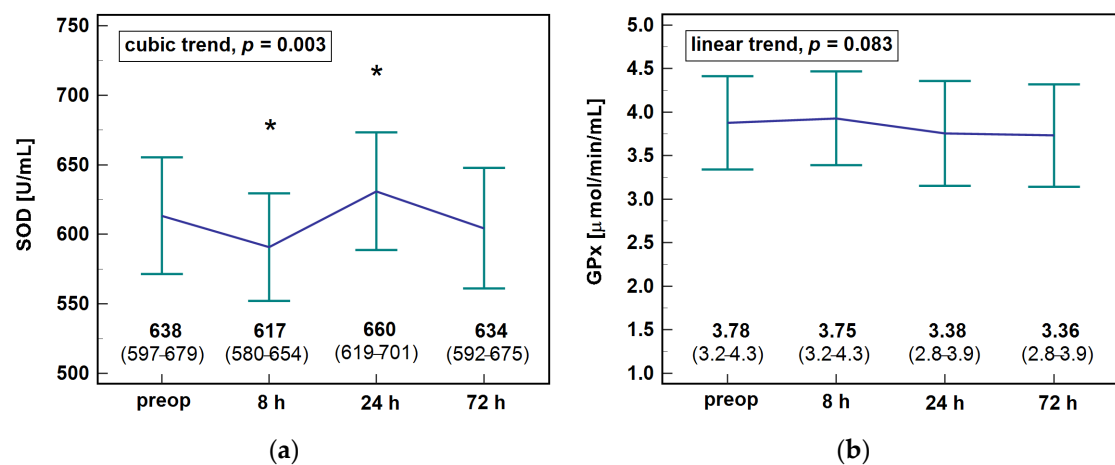 cubic trend, p = 0.003
*
*
SOD [U/mL]
750
700
650
600
550
500
638
617
660
634
(597-679)
(580-654)
(619-701)
(592-675)
preop
8 h
24 h
72 h
(a)
linear trend, p = 0.083
GPx [μmol/min/mL]
5.0
4.5
4.0
3.5
3.0
2.5
2.0
1.5
1.0
3.78
3.75
3.38
3.36
(3.2-4.3)
(3.2-4.3)
(2.8-3.9)
(2.8-3.9)
preop
8 h
24 h
72 h
(b)